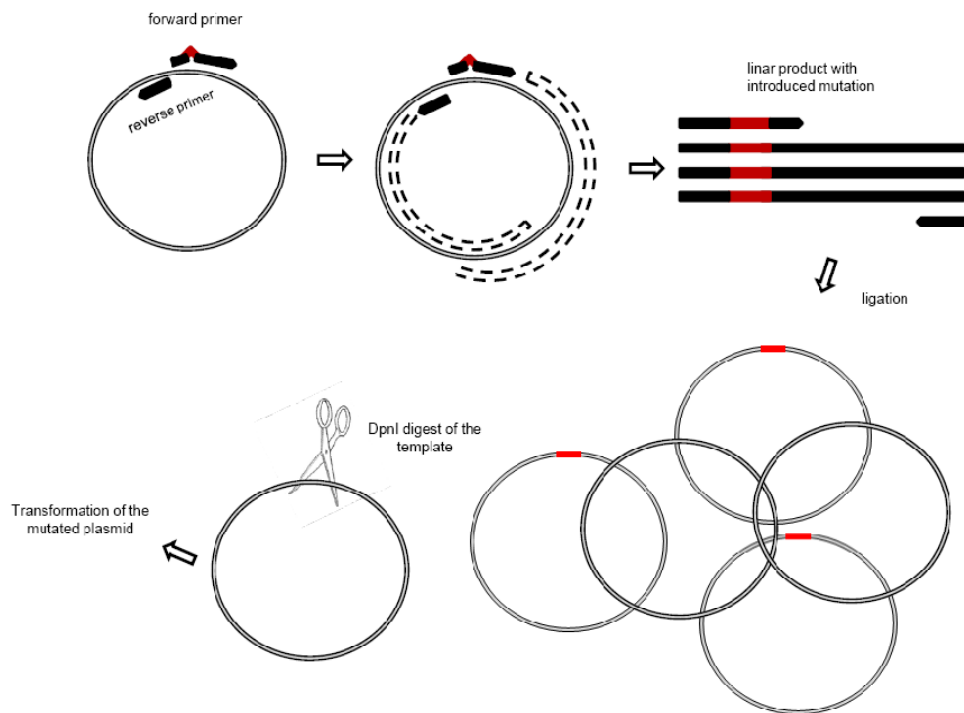 forward primer
reverse primer
linar product with
introduced mutation
ligation
DpnI digest of the
template
Transformation of the
mutated plasmid